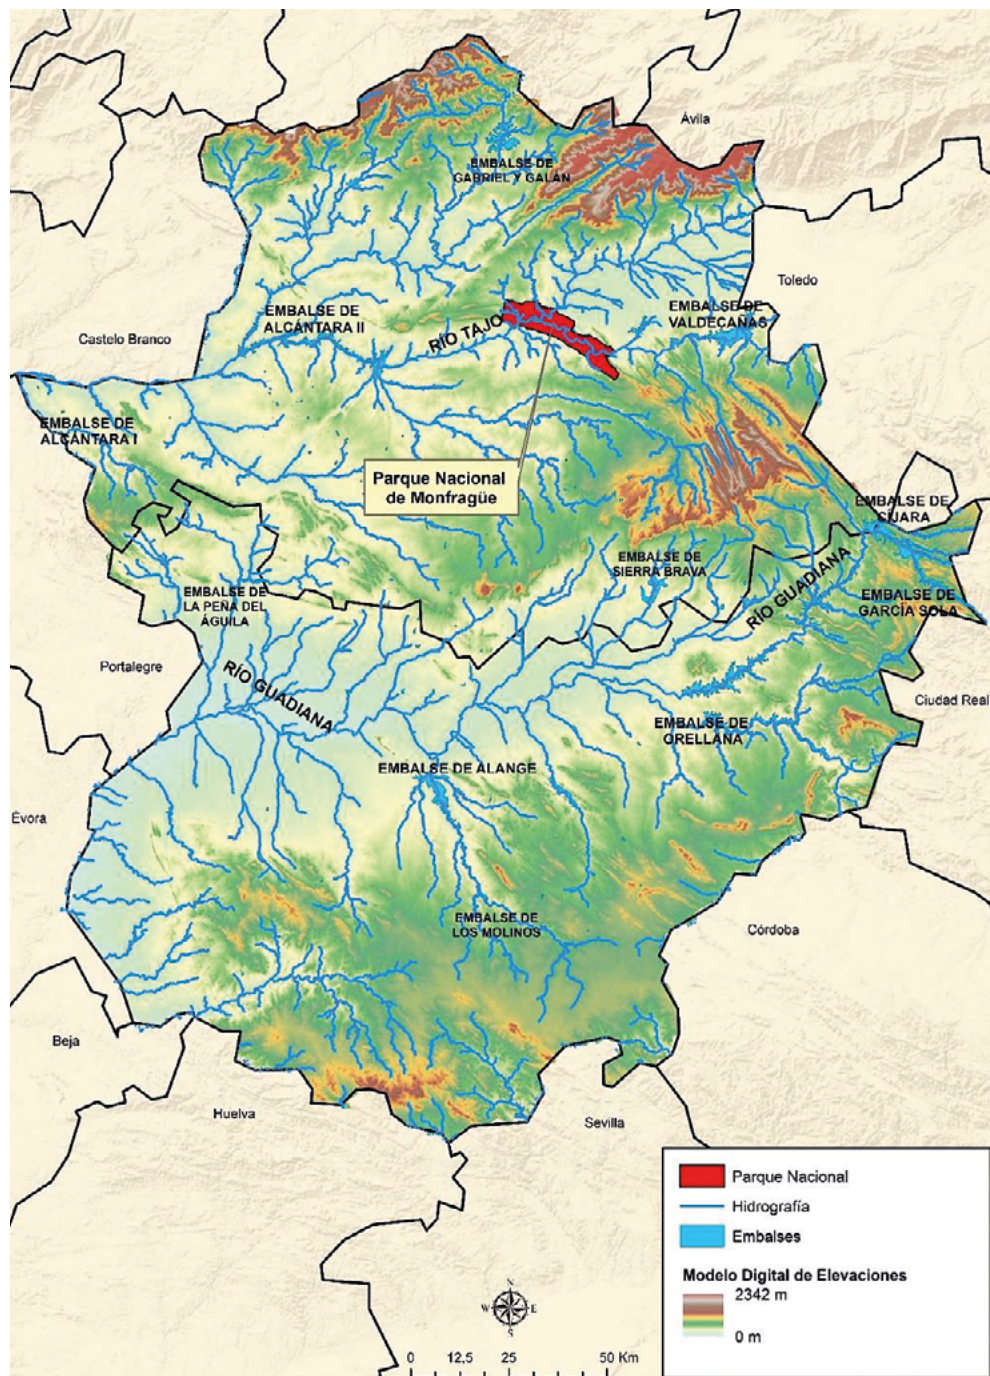 Ávila
EMBALSE DE
GABRIEL Y GALÁN
Toledo
EMBALSE DE
ALCÁNTARA II
EMBALSE DE
VALDECAÑAS
RÍO TAJO
Castelo Branco
EMBALSE DE
ALCÁNTARA I
Parque Nacional
de Monfragüe
EMBALSE DE
CIJARA
EMBALSE DE
SIERRA BRAVA
RÍO GUADIANA
EMBALSE DE
LA PEÑA DEL
ÁGUILA
EMBALSE DE
GARCÍA SOLA
Portalegre
RÍO GUADIANA
Ciudad Real
EMBALSE DE
ORELLANA
EMBALSE DE ALANGE
Évora
EMBALSE DE
LOS MOLINOS
Córdoba
Beja
Huelva
Sevilla
Parque Nacional
Hidrografía
Embalses
Modelo Digital de Elevaciones
2342 m
0 m
N
W E
S
0 12,5 25 50 Km